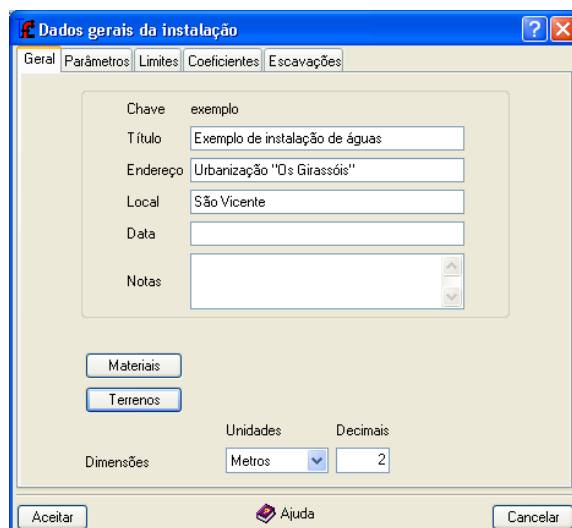 Dados gerais da instalação
Geral Parâmetros Limites Coeficientes Escavações
Chave exemplo
Título Exemplo de instalação de águas
Endereço Urbanização "Os Girassóis"
Local São Vicente
Data
Notas
Materiais
Terrenos
Unidades Decimais
Dimensões Metros 2
Aceitar Ajuda Cancelar